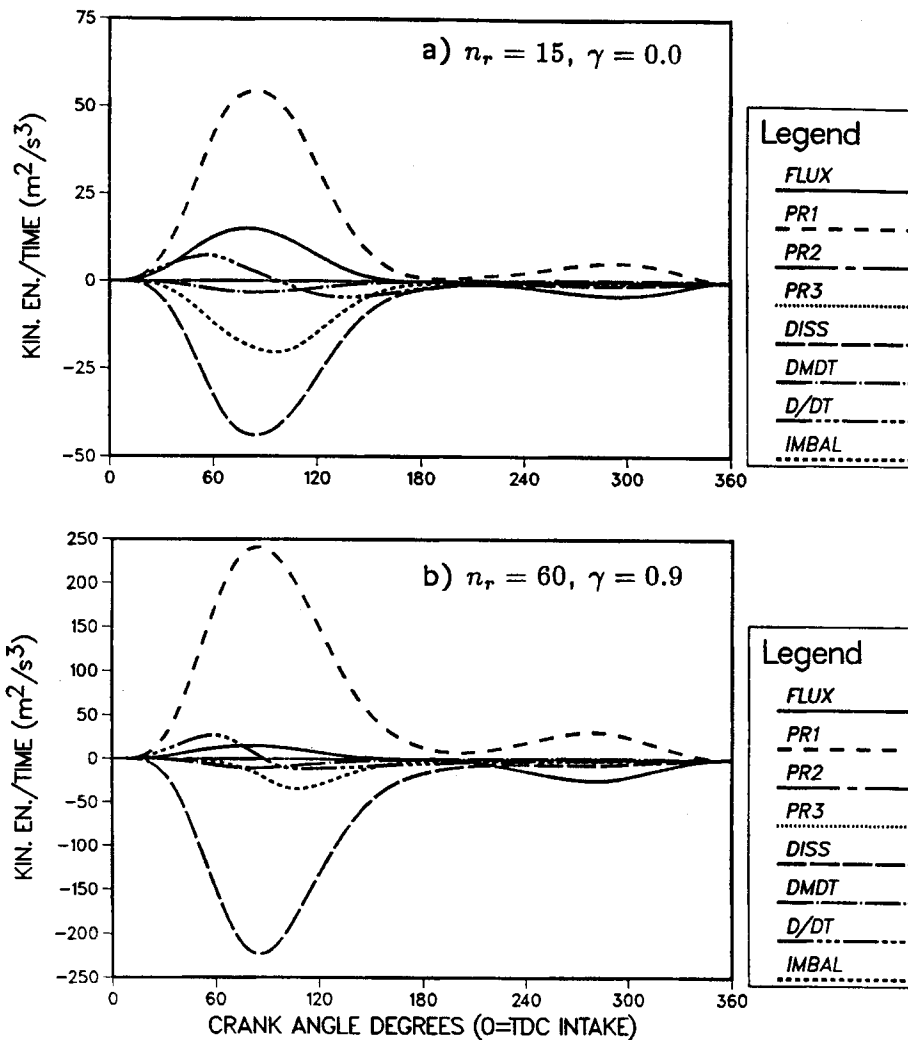 a) n_r = 15, γ = 0.0
KIN. EN./TIME (m²/s³)
75
50
25
0
−25
−50
0 60 120 180 240 300 360
Legend
FLUX
PR1
PR2
PR3
DISS
DMDT
D/DT
IMBAL
b) n_r = 60, γ = 0.9
KIN. EN./TIME (m²/s³)
250
200
150
100
50
0
−50
−100
−150
−200
−250
0 60 120 180 240 300 360
CRANK ANGLE DEGREES (0=TDC INTAKE)
Legend
FLUX
PR1
PR2
PR3
DISS
DMDT
D/DT
IMBAL